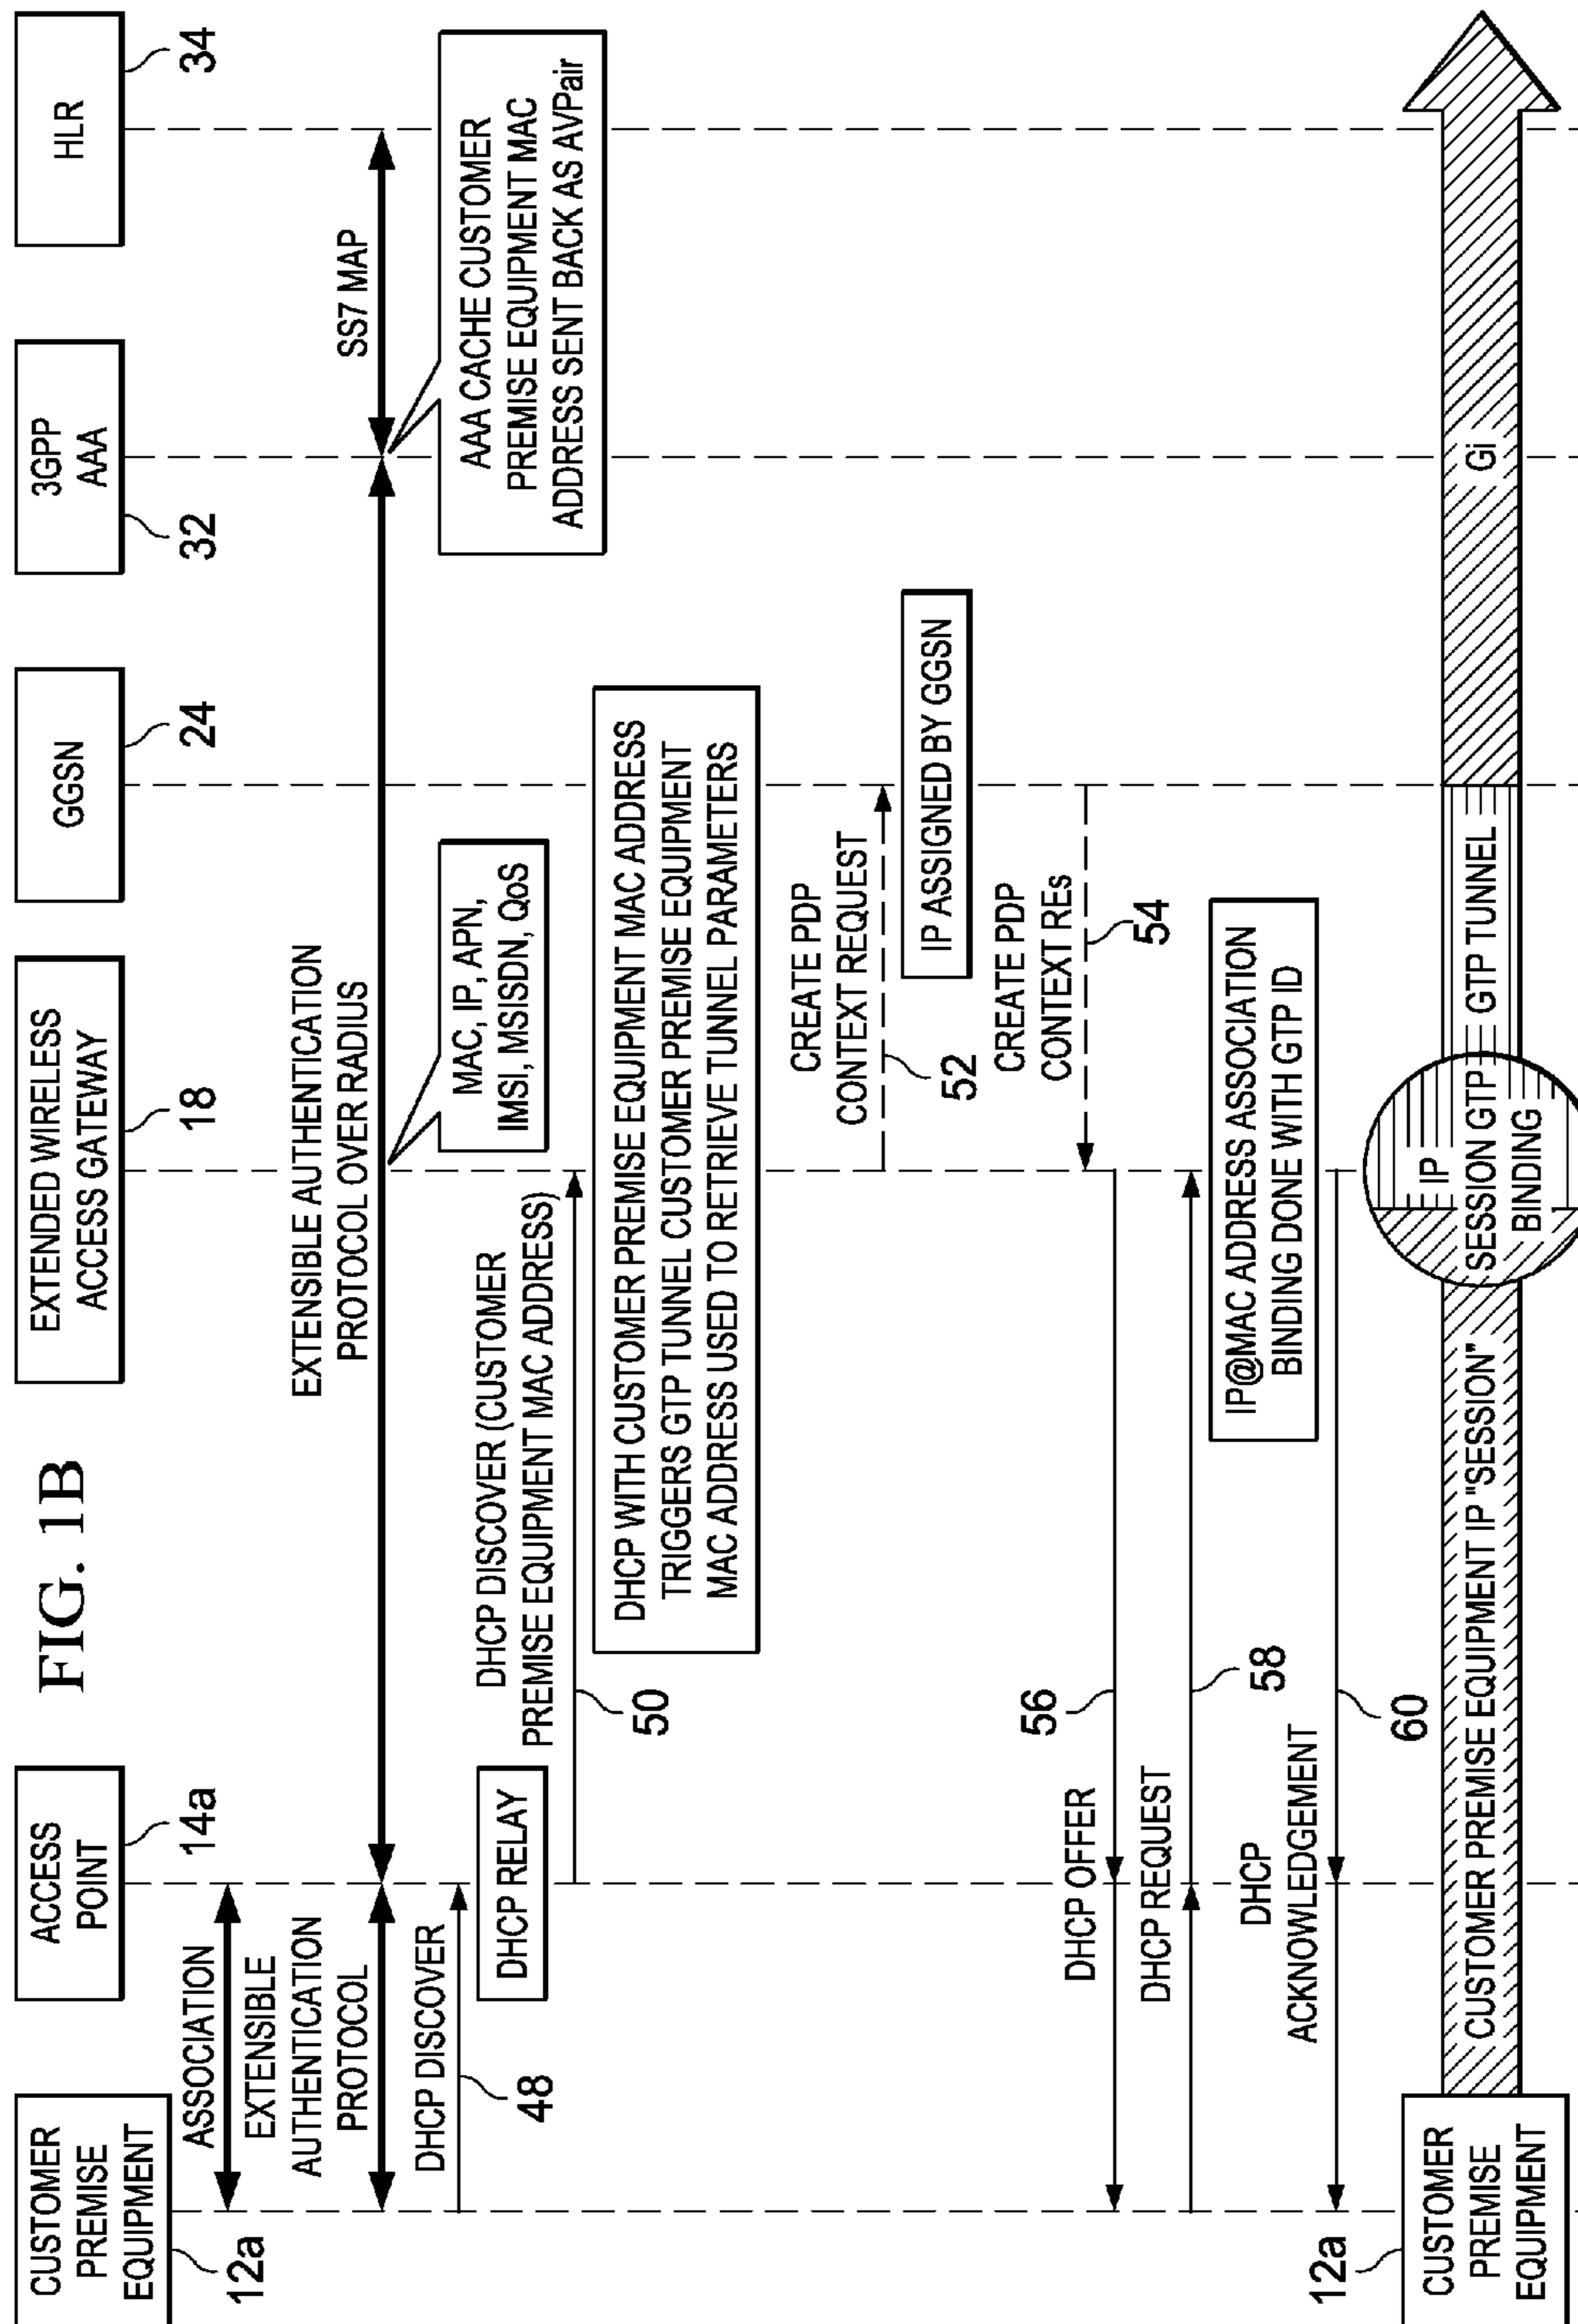 FIG. 1B
CUSTOMER
PREMISE
EQUIPMENT
12a
ACCESS
POINT
14a
EXTENDED WIRELESS
ACCESS GATEWAY
18
GGSN
24
3GPP
AAA
32
HLR
34
ASSOCIATION
EXTENSIBLE
AUTHENTICATION
PROTOCOL
EXTENSIBLE AUTHENTICATION
PROTOCOL OVER RADIUS
SS7 MAP
MAC, IP, APN,
IMSI, MSISDN, QoS
AAA CACHE CUSTOMER
PREMISE EQUIPMENT MAC
ADDRESS SENT BACK AS AVPair
DHCP DISCOVER
48
DHCP RELAY
DHCP DISCOVER (CUSTOMER
PREMISE EQUIPMENT MAC ADDRESS)
50
DHCP WITH CUSTOMER PREMISE EQUIPMENT MAC ADDRESS
TRIGGERS GTP TUNNEL CUSTOMER PREMISE EQUIPMENT
MAC ADDRESS USED TO RETRIEVE TUNNEL PARAMETERS
CREATE PDP
CONTEXT REQUEST
52
IP ASSIGNED BY GGSN
CREATE PDP
CONTEXT REs
54
DHCP OFFER
56
DHCP REQUEST
58
IP@MAC ADDRESS ASSOCIATION
BINDING DONE WITH GTP ID
DHCP
ACKNOWLEDGEMENT
60
12a
CUSTOMER
PREMISE
EQUIPMENT
CUSTOMER PREMISE EQUIPMENT IP "SESSION"
IP
SESSION GTP
BINDING
GTP TUNNEL
Gi